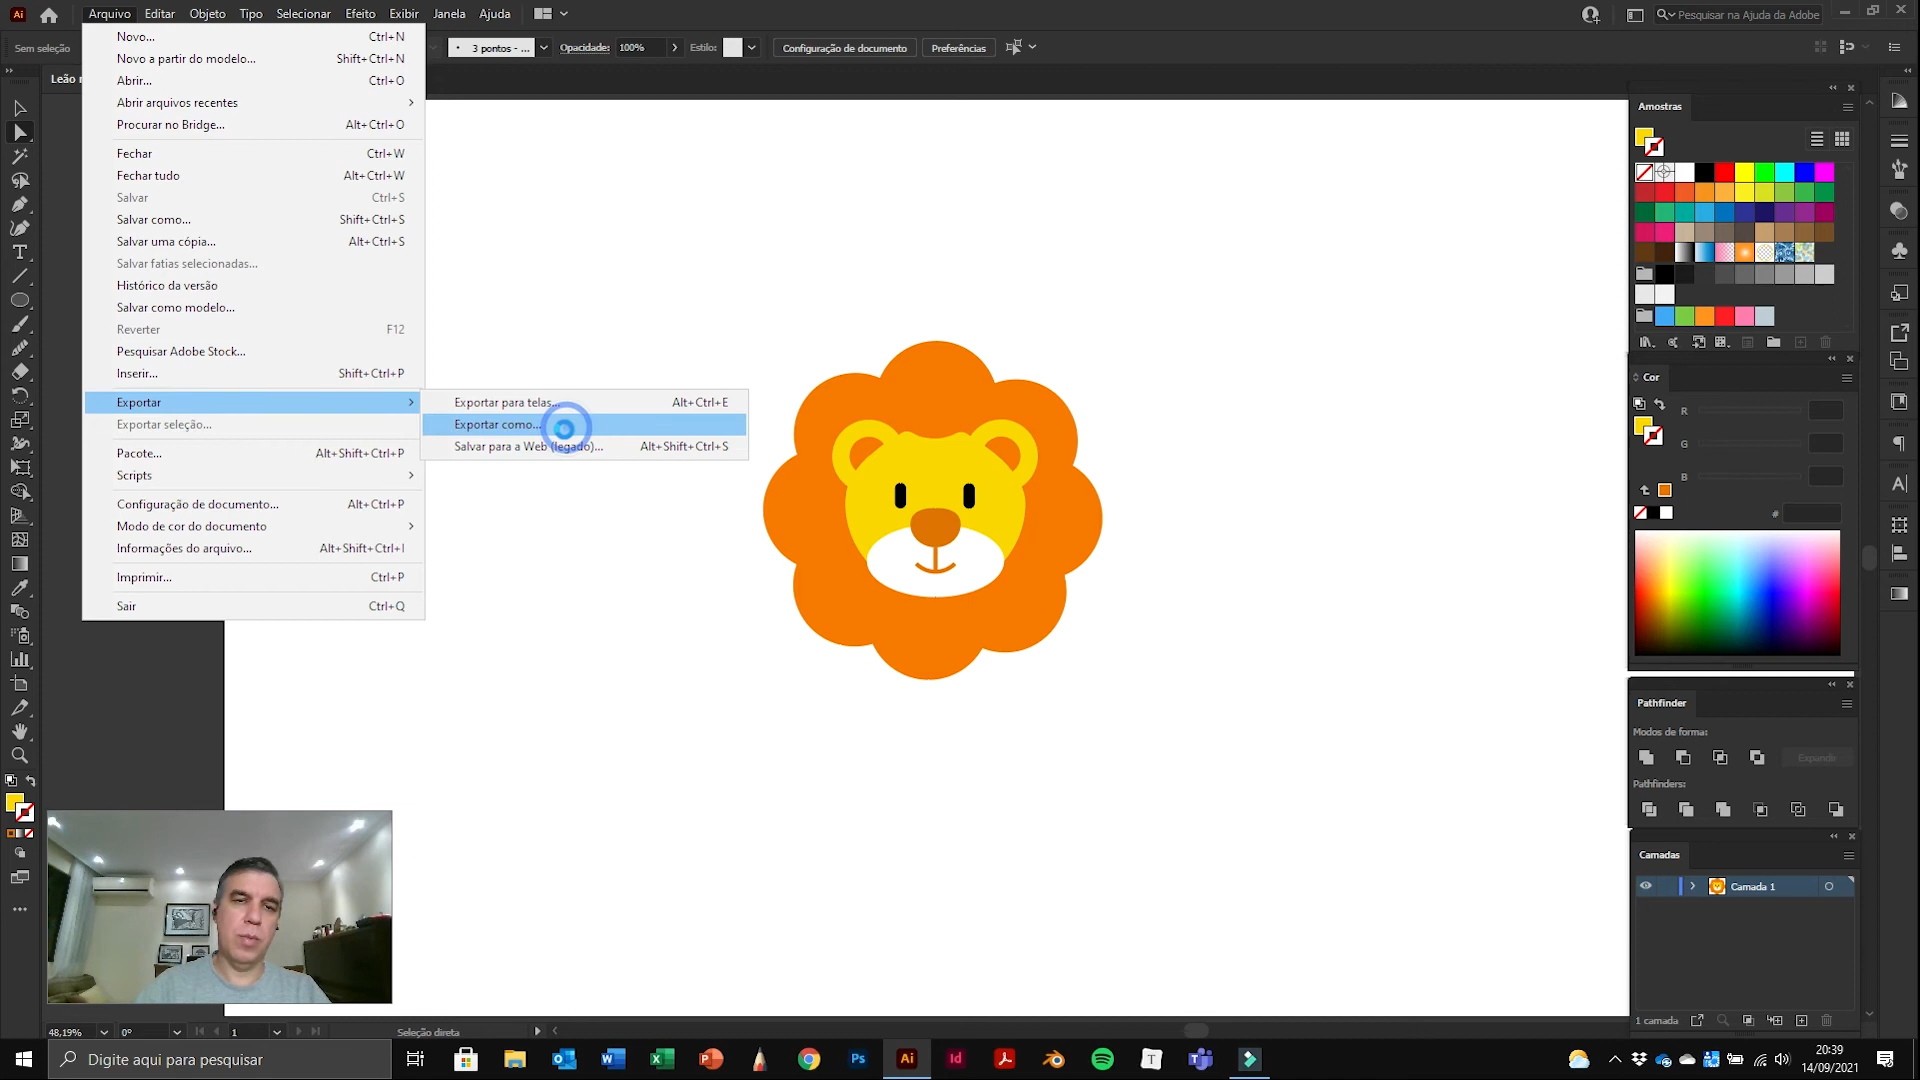 Ai Arquivo Editar Objeto Tipo Selecionar Efeito Exibir Janela Ajuda Pesquisar na Ajuda da Adobe
Sem seleção 3 pontos - ... Opacidade: 100% Estilo: Configuração de documento Preferências
Leão
Novo... Ctrl+N
Novo a partir do modelo... Shift+Ctrl+N
Abrir... Ctrl+O
Abrir arquivos recentes
Procurar no Bridge... Alt+Ctrl+O
Fechar Ctrl+W
Fechar tudo Alt+Ctrl+W
Salvar Ctrl+S
Salvar como... Shift+Ctrl+S
Salvar uma cópia... Alt+Ctrl+S
Salvar fatias selecionadas...
Histórico da versão
Salvar como modelo...
Reverter F12
Pesquisar Adobe Stock...
Inserir... Shift+Ctrl+P
Exportar
Exportar seleção...
Pacote... Alt+Shift+Ctrl+P
Scripts
Configuração de documento... Alt+Ctrl+P
Modo de cor do documento
Informações do arquivo... Alt+Shift+Ctrl+I
Imprimir... Ctrl+P
Sair Ctrl+Q
Exportar para telas... Alt+Ctrl+E
Exportar como...
Salvar para a Web (legado)... Alt+Shift+Ctrl+S
Amostras
Cor
R
G
B
#
Pathfinder
Modos de forma:
Expandir
Pathfinders:
Camadas
Camada 1
1 camada
48,19% 0° 1 Seleção direta
Digite aqui para pesquisar
Ps Ai Id
20:39
14/09/2021